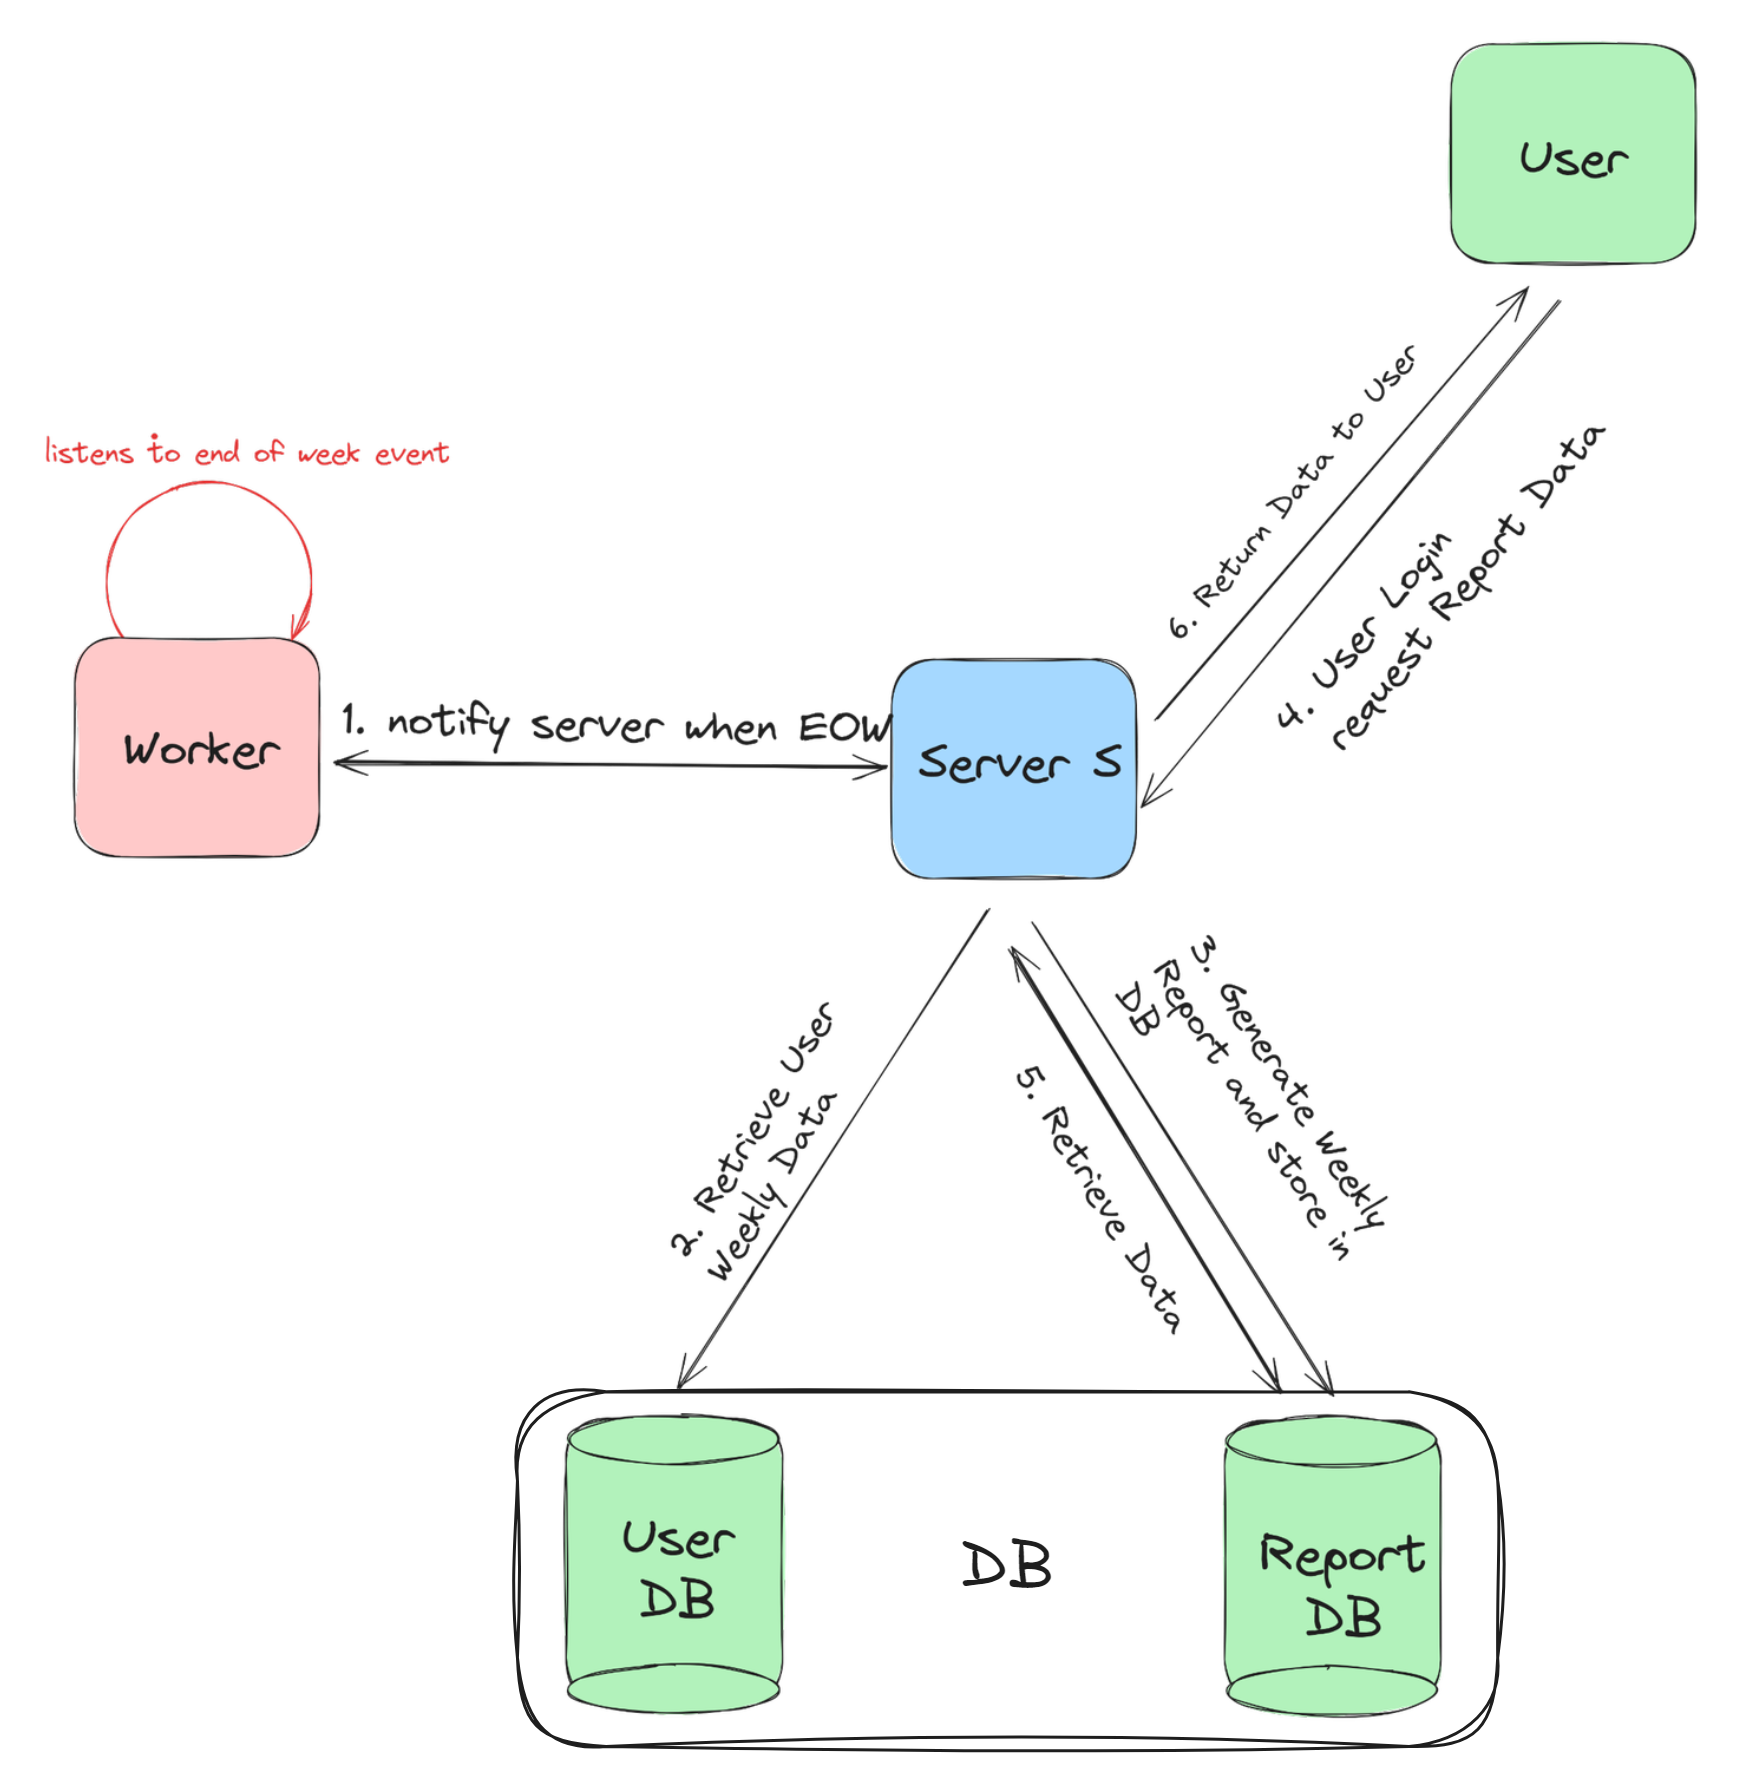 User
6. Return Data to User
4. User Login
request Report Data
listens to end of week event
Worker
1. notify server when EOW
Server S
2. Retrieve User
Weekly Data
3. Generate Weekly
Report and store in
DB
5. Retrieve Data
User
DB
DB
Report
DB